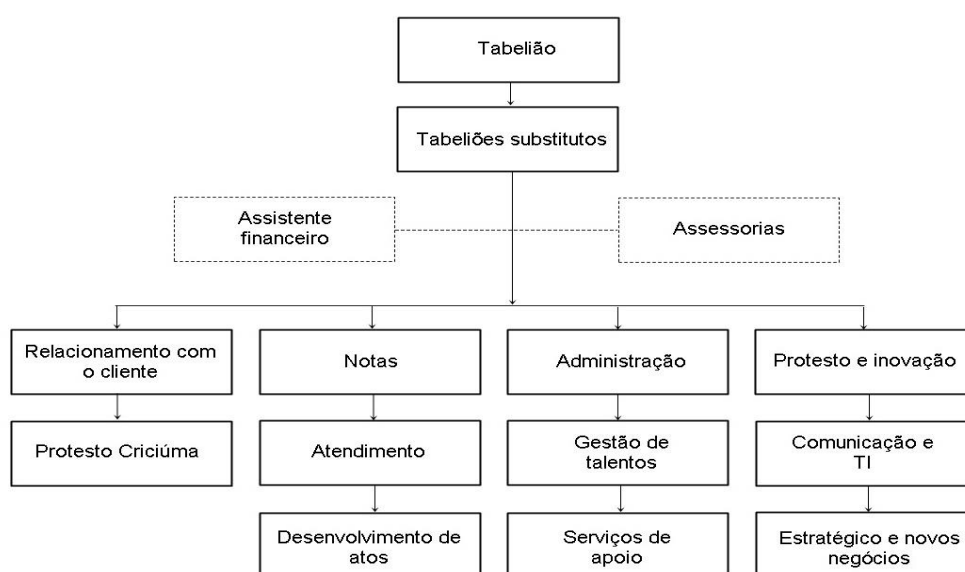 Tabelião
Tabeliões substitutos
Assistente
financeiro
Assessorias
Relacionamento com
o cliente
Notas
Administração
Protesto e inovação
Protesto Criciúma
Atendimento
Gestão de
talentos
Comunicação e
TI
Desenvolvimento de
atos
Serviços de
apoio
Estratégico e novos
negócios